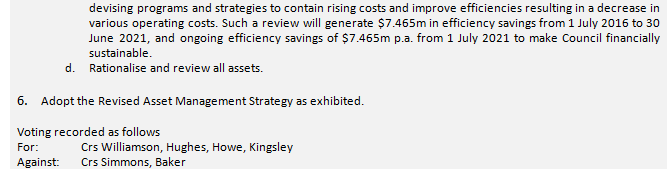 devising programs and strategies to contain rising costs and improve efficiencies resulting in a decrease in
various operating costs. Such a review will generate $7.465m in efficiency savings from 1 July 2016 to 30
June 2021, and ongoing efficiency savings of $7.465m p.a. from 1 July 2021 to make Council financially
sustainable.
d. Rationalise and review all assets.
6. Adopt the Revised Asset Management Strategy as exhibited.
Voting recorded as follows
For: Crs Williamson, Hughes, Howe, Kingsley
Against: Crs Simmons, Baker